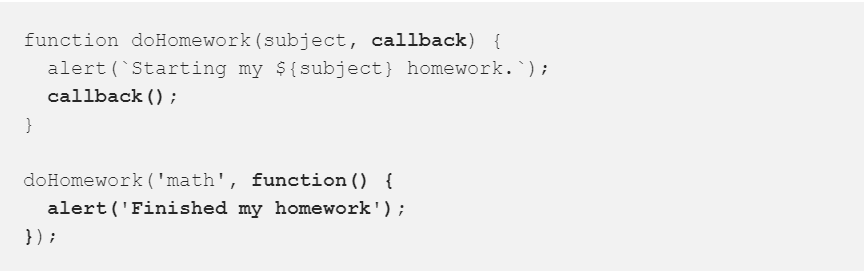 function doHomework(subject, callback) {
  alert(`Starting my ${subject} homework.`);
  callback();
}

doHomework('math', function() {
  alert('Finished my homework');
});